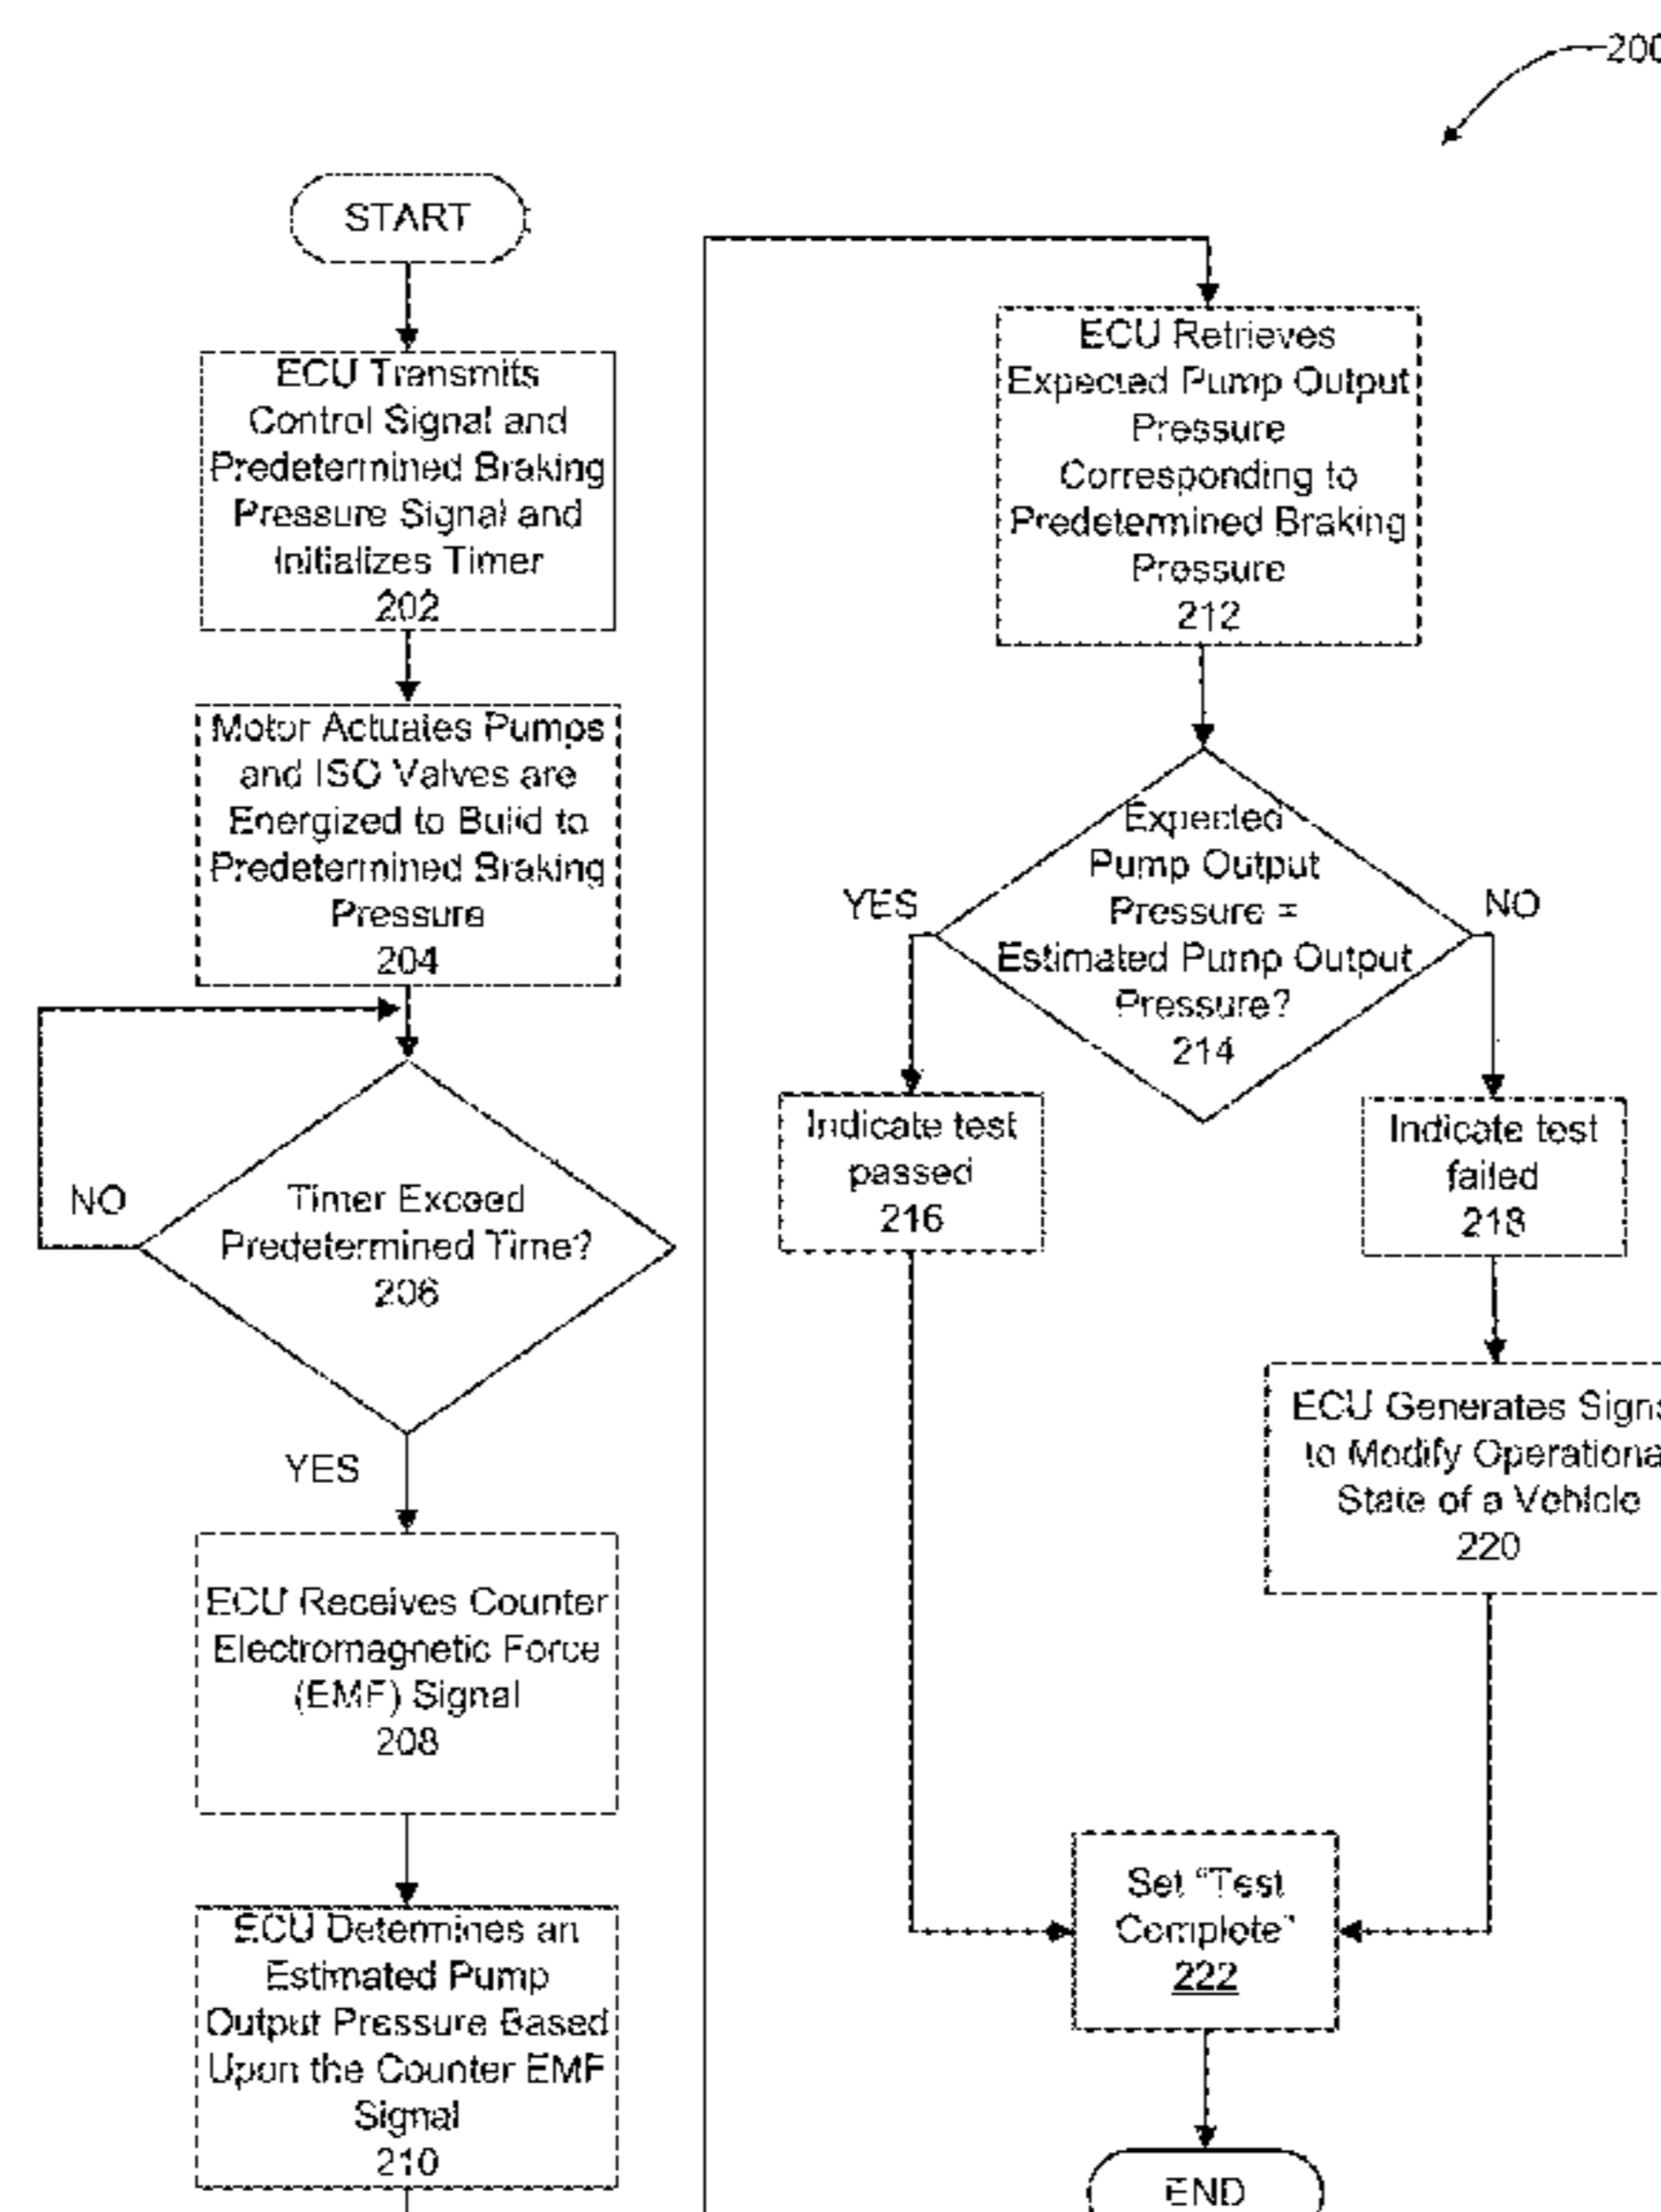 200
START
ECU Transmits
Control Signal and
Predetermined Braking
Pressure Signal and
Initializes Timer
202
Motor Actuates Pumps
and ISO Valves are
Energized to Build to
Predetermined Braking
Pressure
204
NO
Timer Exceed
Predetermined Time?
206
YES
ECU Receives Counter
Electromagnetic Force
(EMF) Signal
208
ECU Determines an
Estimated Pump
Output Pressure Based
Upon the Counter EMF
Signal
210
ECU Retrieves
Expected Pump Output
Pressure
Corresponding to
Predetermined Braking
Pressure
212
Expected
Pump Output
Pressure =
Estimated Pump Output
Pressure?
214
YES
NO
Indicate test
passed
216
Indicate test
failed
218
ECU Generates
to Modify
State of a Vehicle
220
Set “Test
Complete”
222
END